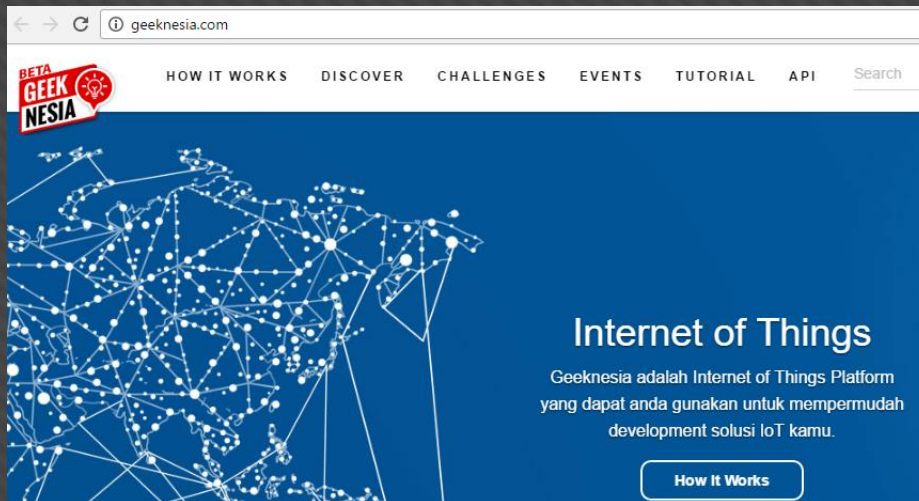 geeknesia.com
BETA
GEEK
NESIA
HOW IT WORKS DISCOVER CHALLENGES EVENTS TUTORIAL API Search
Internet of Things
Geeknesia adalah Internet of Things Platform
yang dapat anda gunakan untuk mempermudah
development solusi IoT kamu.
How It Works